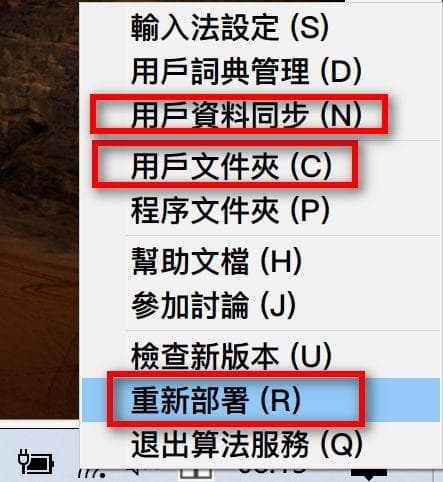 輸入法設定 (S)
用戶詞典管理 (D)
用戶資料同步 (N)
用戶文件夾 (C)
程序文件夾 (P)
幫助文檔 (H)
參加討論 (J)
檢查新版本 (U)
重新部署 (R)
退出算法服務 (Q)